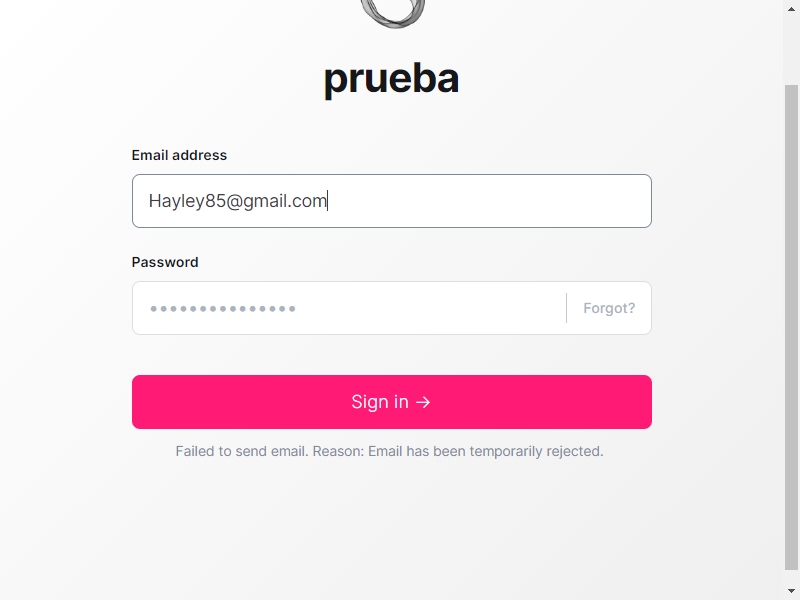 prueba
Email address
Hayley85@gmail.com
Password
●●●●●●●●●●●●●●●
Forgot?
Sign in →
Failed to send email. Reason: Email has been temporarily rejected.